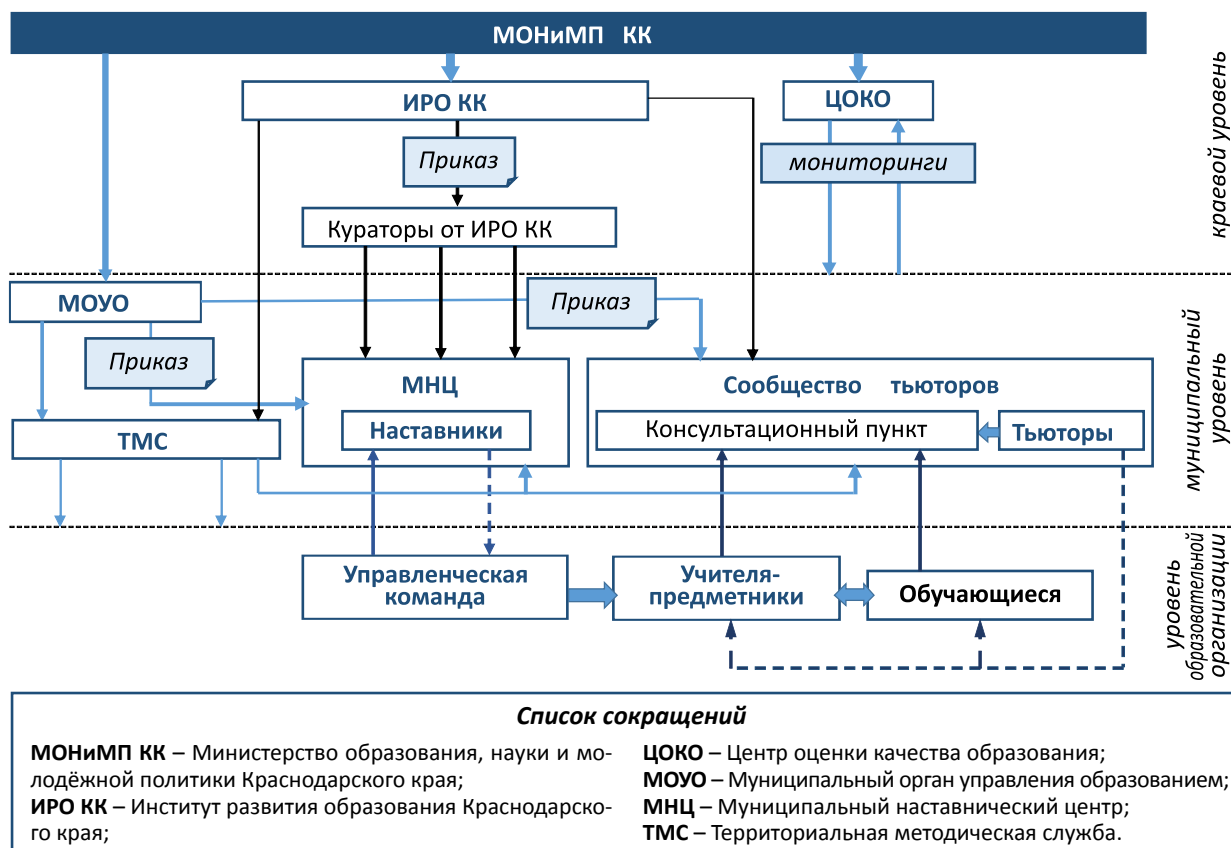 МОНиМП КК
ИРО КК
ЦОКО
Приказ
мониторинги
Кураторы от ИРО КК
краевой уровень
МОУО
Приказ
Приказ
МНЦ
Наставники
Сообщество тьюторов
Консультационный пункт
Тьюторы
ТМС
муниципальный
уровень
Управленческая
команда
Учителя-
предметники
Обучающиеся
уровень
образовательной
организации
Список сокращений
МОНиМП КК – Министерство образования, науки и мо-
лодёжной политики Краснодарского края;
ИРО КК – Институт развития образования Краснодарско-
го края;
ЦОКО – Центр оценки качества образования;
МОУО – Муниципальный орган управления образованием;
МНЦ – Муниципальный наставнический центр;
ТМС – Территориальная методическая служба.